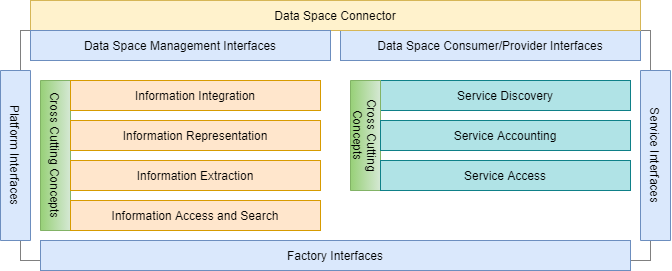 Data Space Connector
Data Space Management Interfaces
Data Space Consumer/Provider Interfaces
Platform Interfaces
Cross Cutting Concepts
Information Integration
Information Representation
Information Extraction
Information Access and Search
Cross Cutting
Concepts
Service Discovery
Service Accounting
Service Access
Service Interfaces
Factory Interfaces